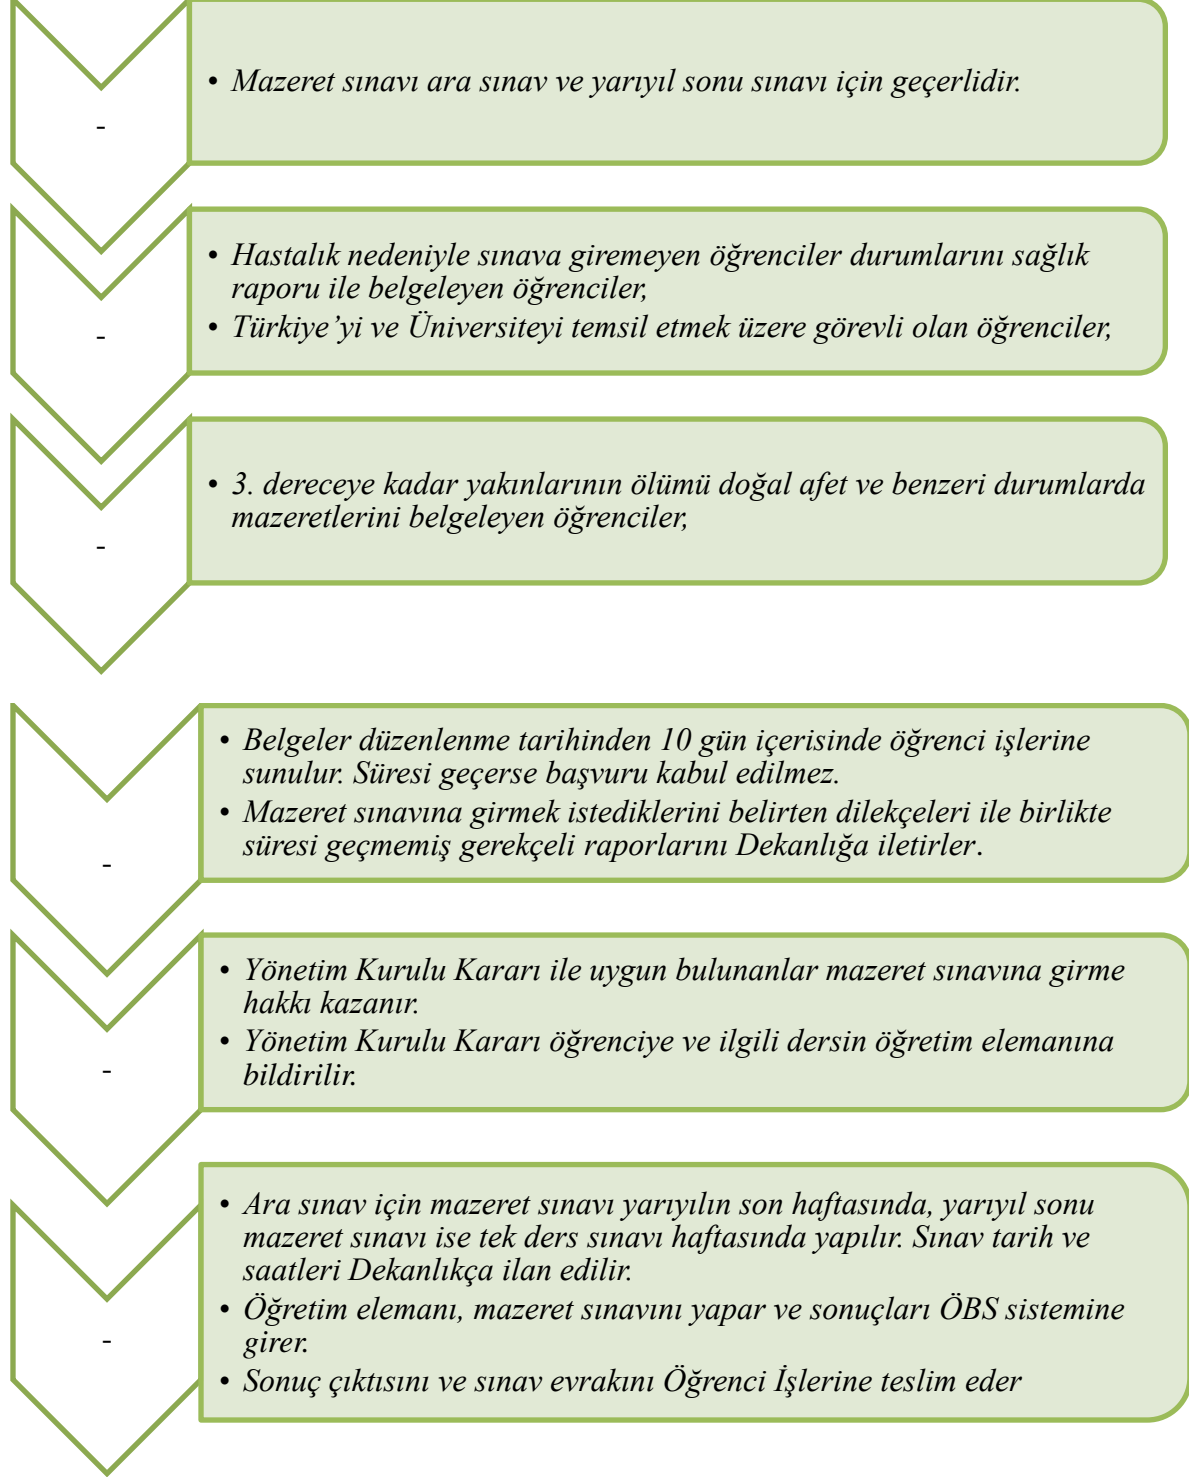 • Mazeret sınavı ara sınav ve yarıyıl sonu sınavı için geçerlidir.
-
• Hastalık nedeniyle sınava giremeyen öğrenciler durumlarını sağlık
raporu ile belgeleyen öğrenciler,
• Türkiye’yi ve Üniversiteyi temsil etmek üzere görevli olan öğrenciler,
-
• 3. dereceye kadar yakınlarının ölümü doğal afet ve benzeri durumlarda
mazeretlerini belgeleyen öğrenciler,
-
• Belgeler düzenlenme tarihinden 10 gün içerisinde öğrenci işlerine
sunulur. Süresi geçerse başvuru kabul edilmez.
• Mazeret sınavına girmek istediklerini belirten dilekçeleri ile birlikte
süresi geçmemiş gerekçeli raporlarını Dekanlığa iletirler.
-
• Yönetim Kurulu Kararı ile uygun bulunanlar mazeret sınavına girme
hakkı kazanır.
• Yönetim Kurulu Kararı öğrenciye ve ilgili dersin öğretim elemanına
bildirilir.
-
• Ara sınav için mazeret sınavı yarıyılın son haftasında, yarıyıl sonu
mazeret sınavı ise tek ders sınavı haftasında yapılır. Sınav tarih ve
saatleri Dekanlıkça ilan edilir.
• Öğretim elemanı, mazeret sınavını yapar ve sonuçları ÖBS sistemine
girer.
• Sonuç çıktısını ve sınav evrakını Öğrenci İşlerine teslim eder
-